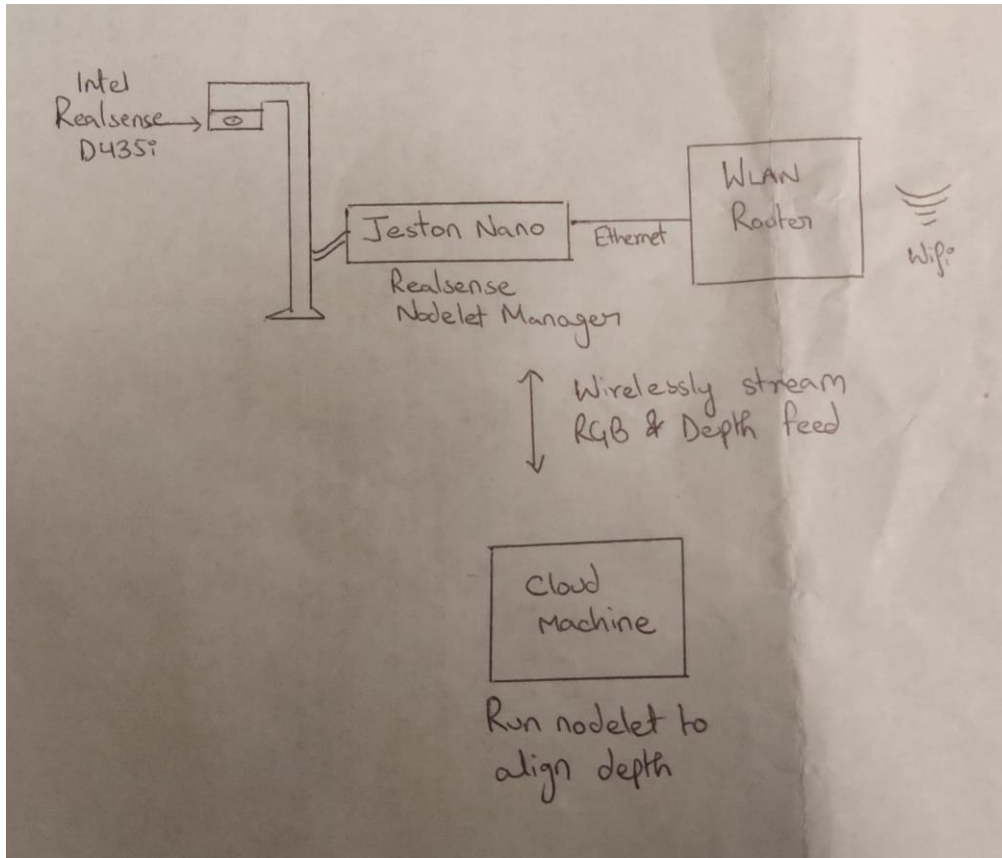 Intel
Realsense
D435i
Jeston Nano
Realsense
Nodelet Manager
Ethernet
WLAN
Rooter
Wifi
Wirelessly stream
RGB & Depth feed
Cloud
Machine
Run nodelet to
align depth